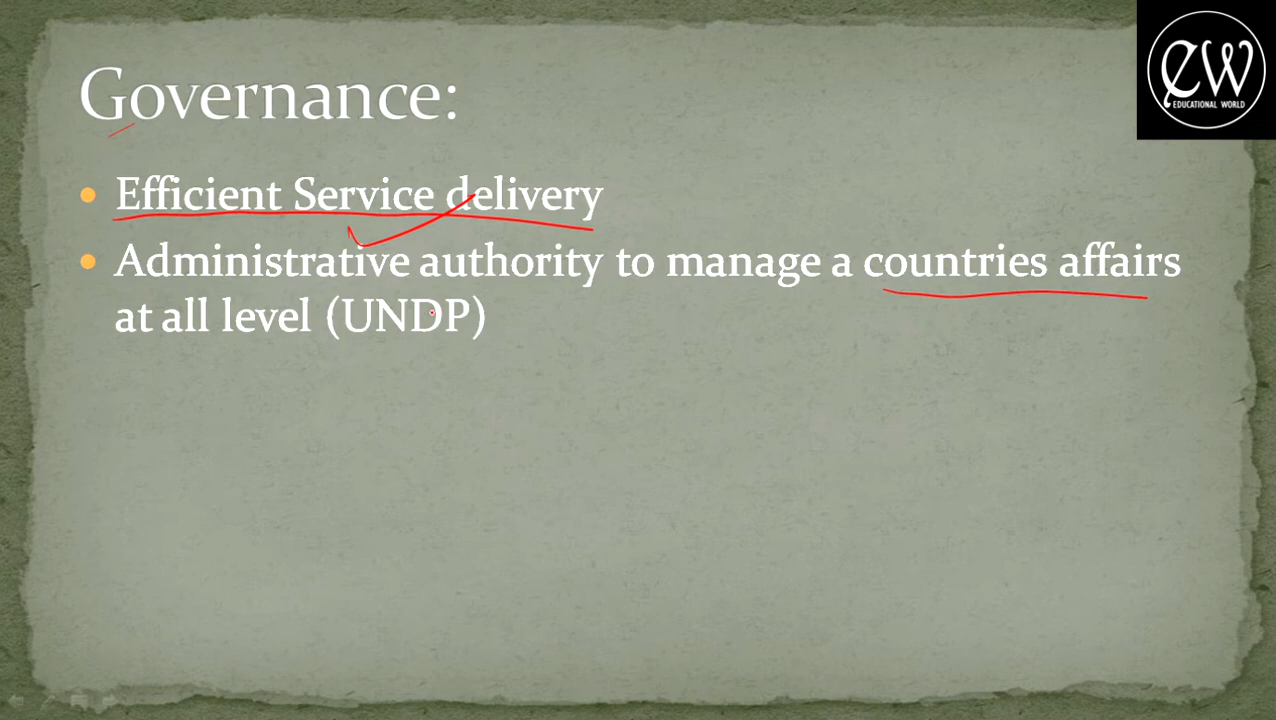 Governance:
Efficient Service delivery
Administrative authority to manage a countries affairs
at all level (UNDP)
EW
EDUCATIONAL WORLD